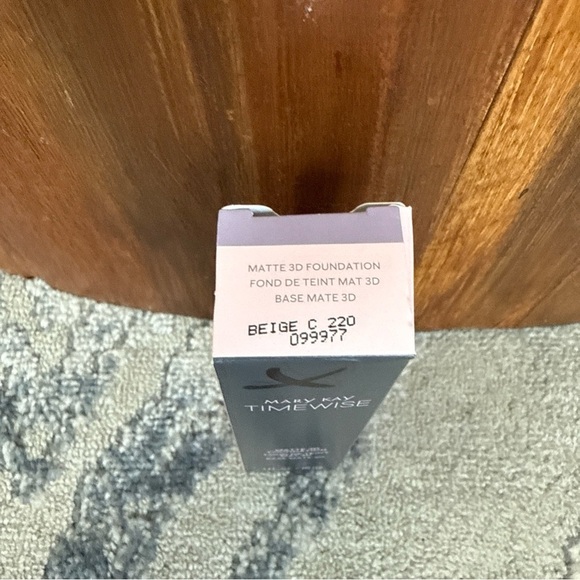 MATTE 3D FOUNDATION
FOND DE TEINT MAT 3D
BASE MATE 3D
BEIGE C 220
099977
MARY KAY
TIMEWISE